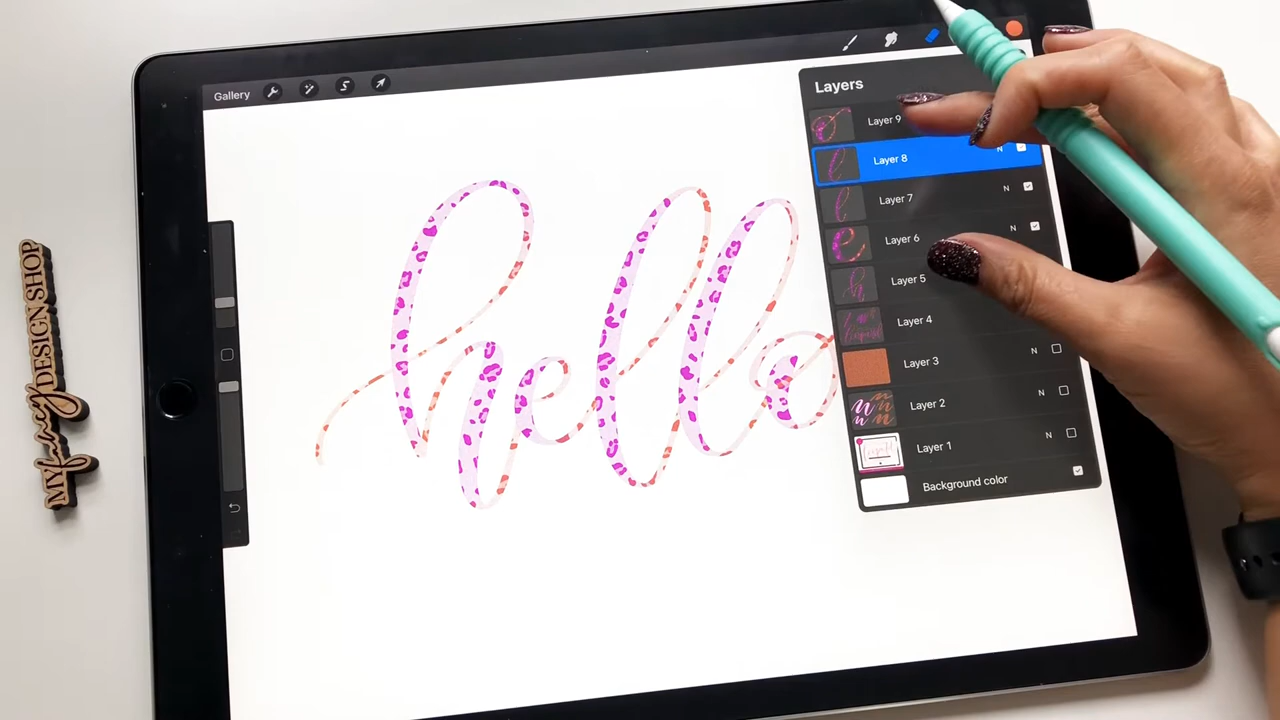 MY fancy DESIGN SHOP
Gallery
hello
Layers
Layer 9
Layer 8
N
Layer 7
N
Layer 6
N
Layer 5
Layer 4
Layer 3
N
Layer 2
N
Layer 1
N
Background color